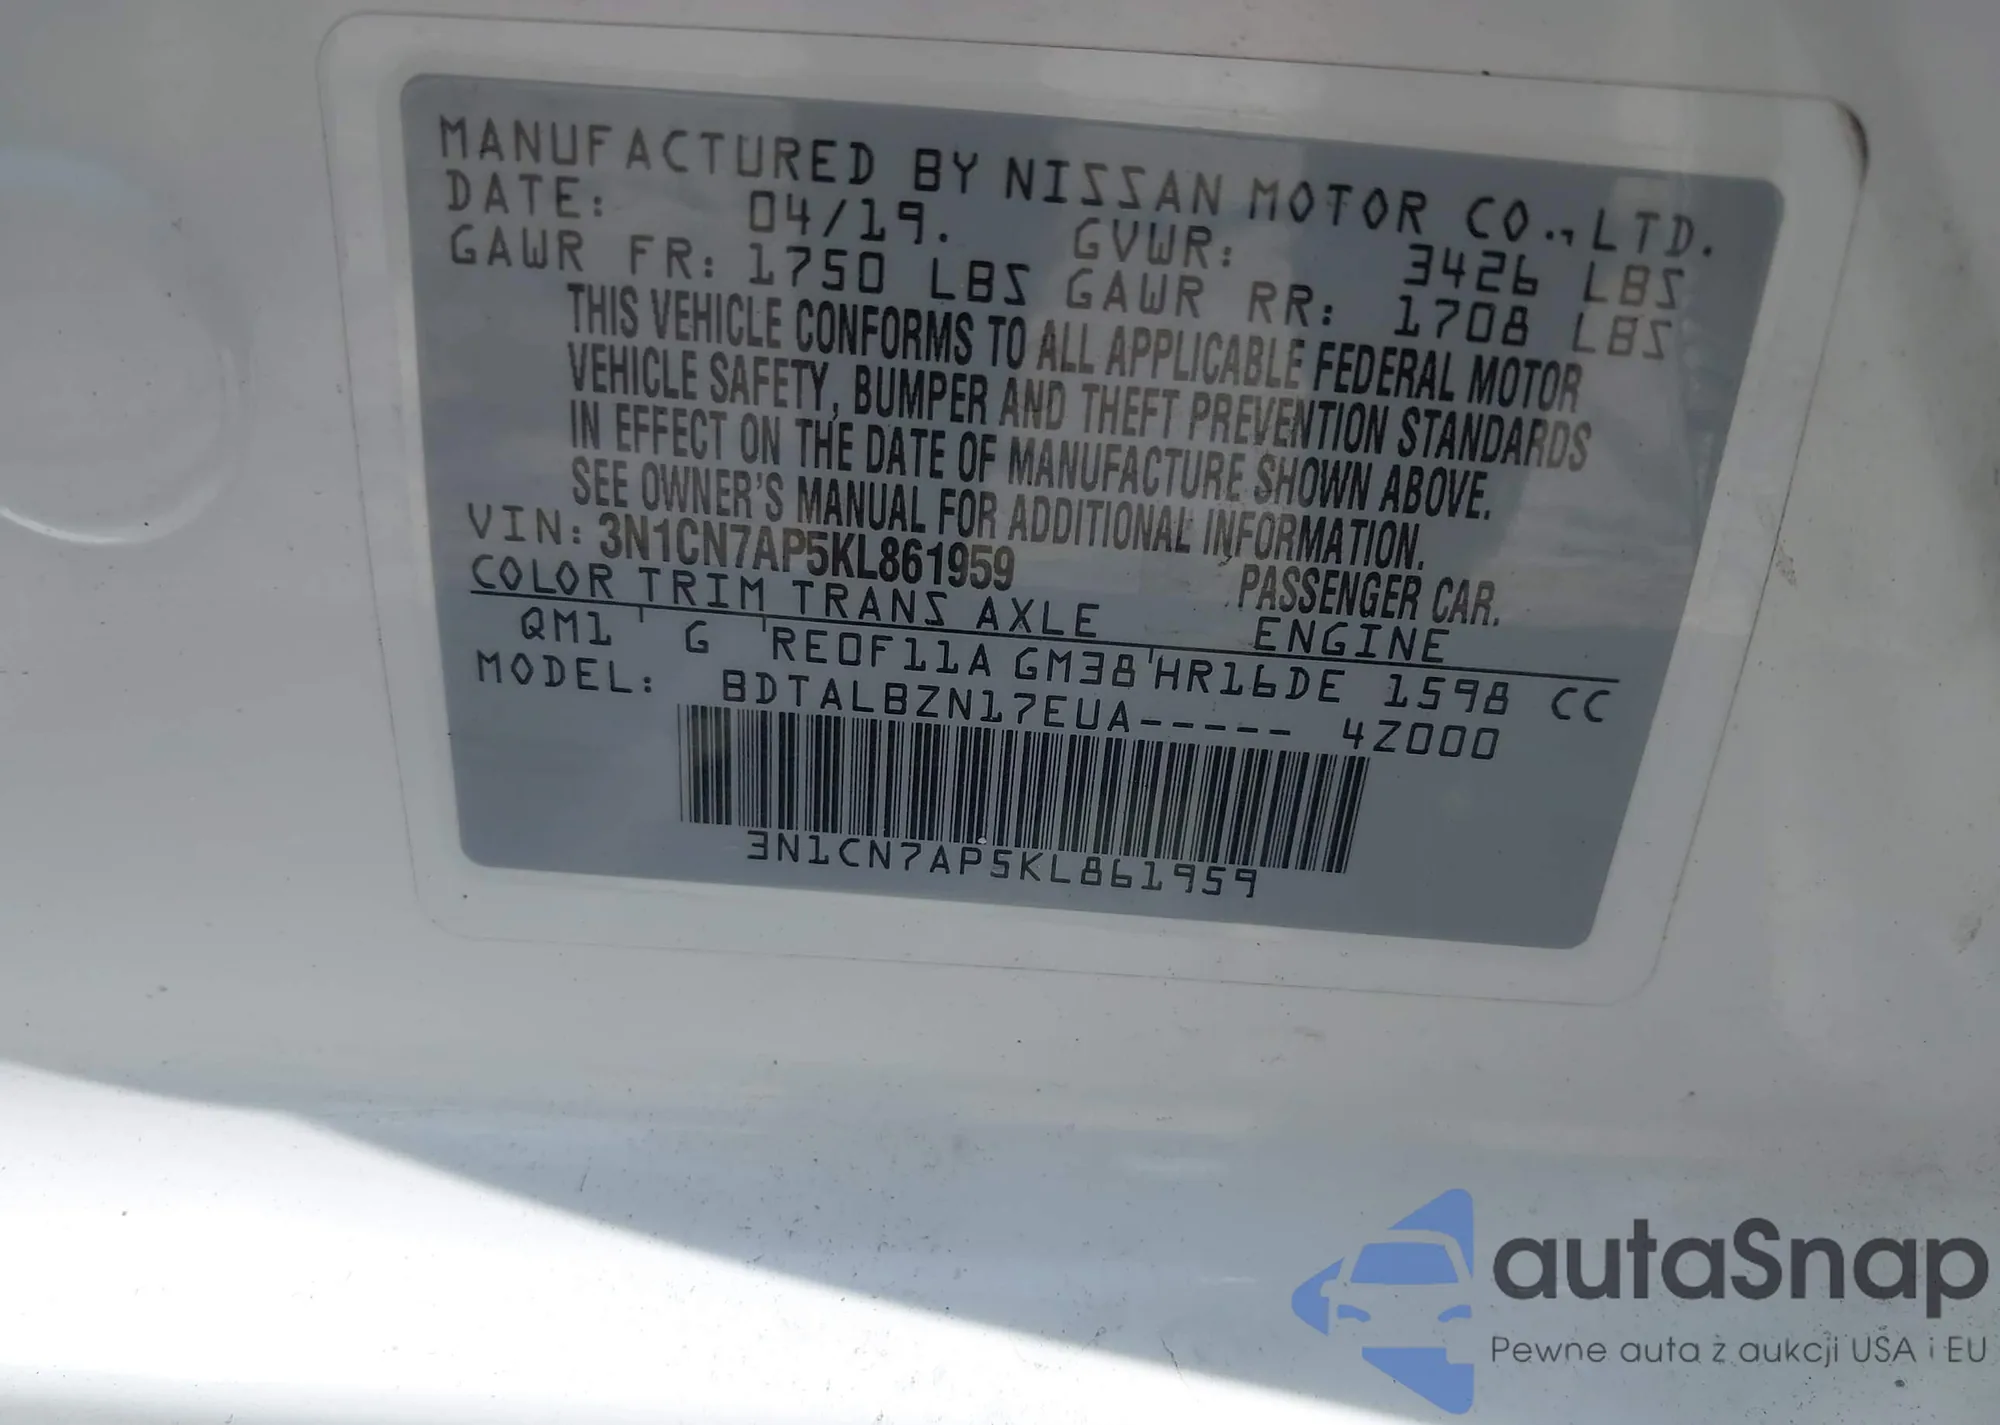 MANUFACTURED BY NISSAN MOTOR CO.,LTD.
DATE: 04/19. GVWR: 3426 LBS
GAWR FR: 1750 LBS GAWR RR: 1708 LBS
THIS VEHICLE CONFORMS TO ALL APPLICABLE FEDERAL MOTOR
VEHICLE SAFETY, BUMPER AND THEFT PREVENTION STANDARDS
IN EFFECT ON THE DATE OF MANUFACTURE SHOWN ABOVE.
SEE OWNER'S MANUAL FOR ADDITIONAL INFORMATION.
VIN: 3N1CN7AP5KL861959 PASSENGER CAR.
COLOR TRIM TRANS AXLE ENGINE
QM1 G RE0F11A GM38 HR16DE 1598 CC
MODEL: BDTALBZN17EUA----- 4Z000
3N1CN7AP5KL861959
autaSnap
Pewne auta z aukcji USA i EU